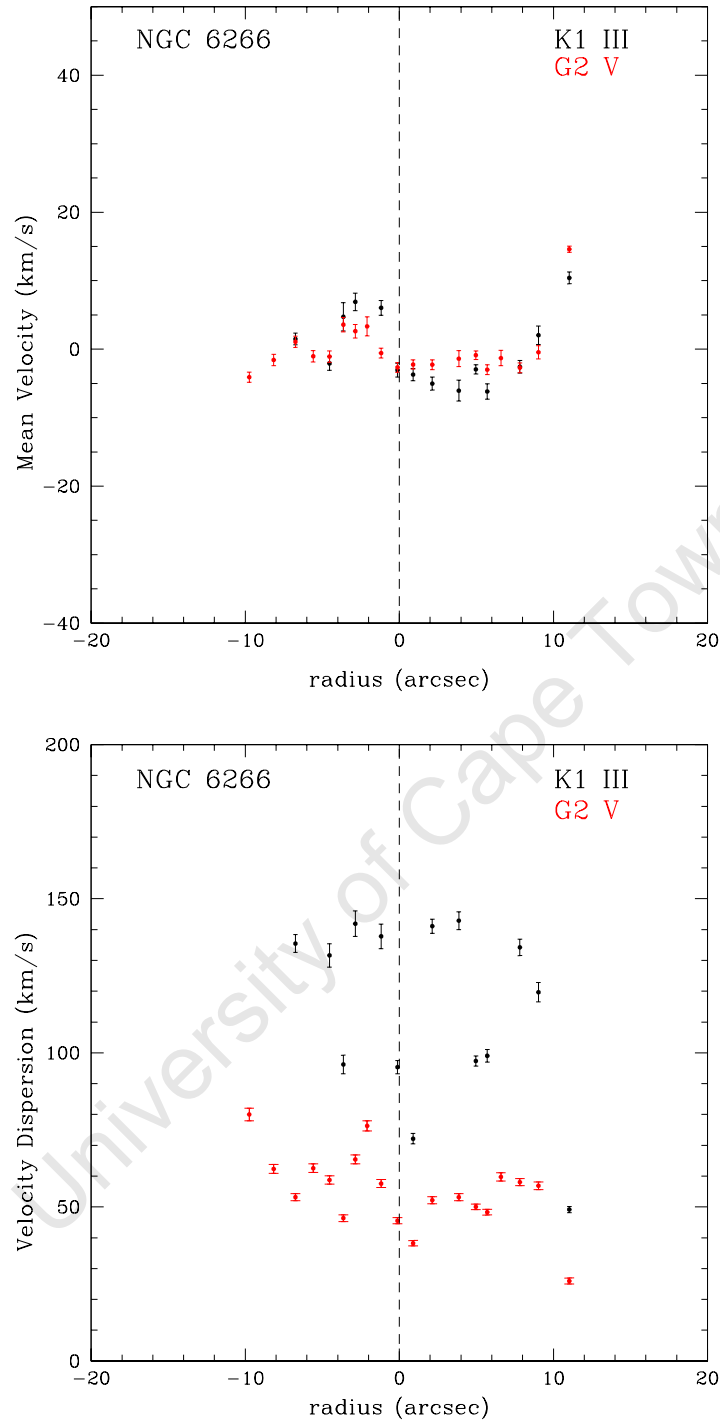 NGC 6266 K1 III
G2 V
40
20
0
−20
−40
Mean Velocity (km/s)
−20 −10 0 10 20
radius (arcsec)
NGC 6266 K1 III
G2 V
200
150
100
50
0
Velocity Dispersion (km/s)
−20 −10 0 10 20
radius (arcsec)
University of Cape Town